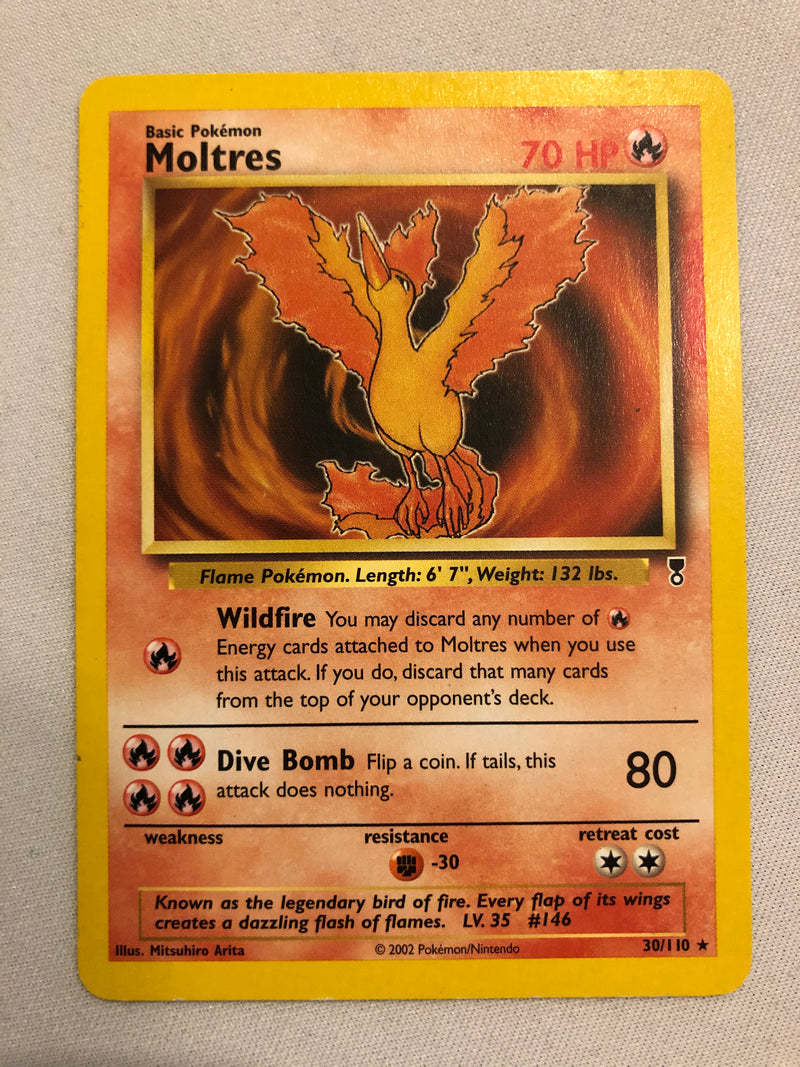 Basic Pokémon
Moltres
70 HP
Flame Pokémon. Length: 6' 7", Weight: 132 lbs.
Wildfire You may discard any number of
Energy cards attached to Moltres when you use
this attack. If you do, discard that many cards
from the top of your opponent's deck.
Dive Bomb Flip a coin. If tails, this
attack does nothing.
80
weakness
resistance
retreat cost
-30
Known as the legendary bird of fire. Every flap of its wings
creates a dazzling flash of flames. LV. 35 #146
Illus. Mitsuhiro Arita
© 2002 Pokémon/Nintendo
30/110 ★